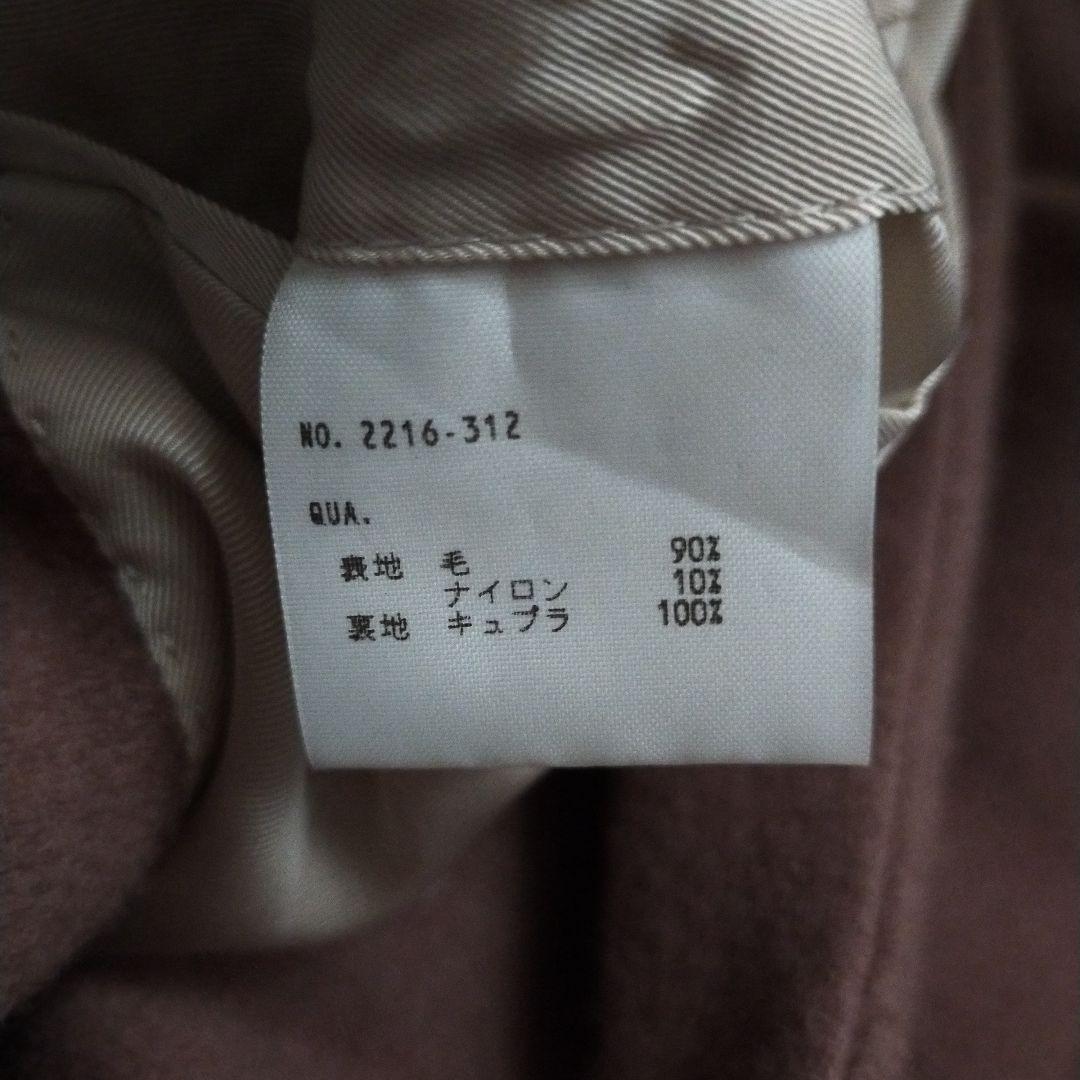 NO. 2216-312
QUA.
表地 毛 90%
ナイロン 10%
裏地 キュプラ 100%